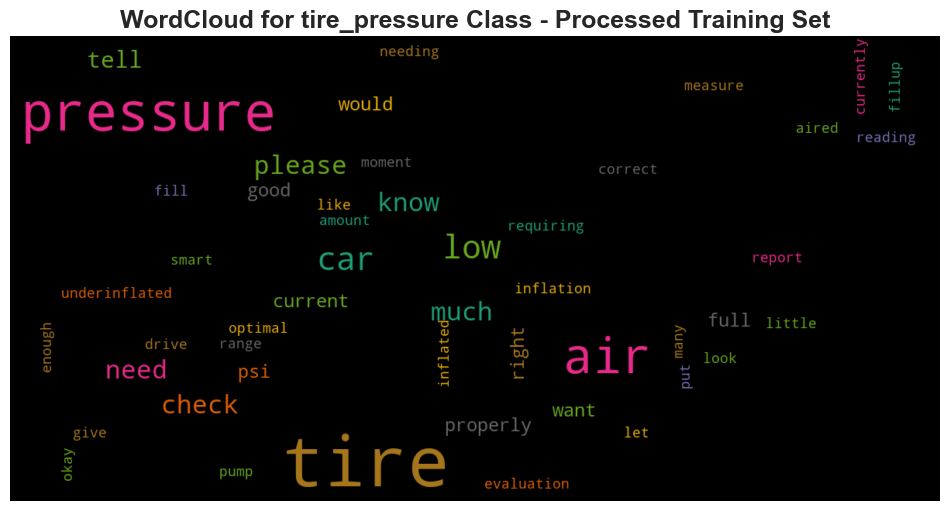 WordCloud for tire_pressure Class - Processed Training Set
needing
tell
currently
fillup
measure
pressure
would
aired
reading
please
moment
correct
fill
good
like
know
amount
requiring
low
car
smart
report
underinflated
inflation
current
much
optimal
full
little
enough
drive
range
inflated
right
air
many
look
need
psi
put
check
want
properly
give
let
okay
pump
tire
evaluation